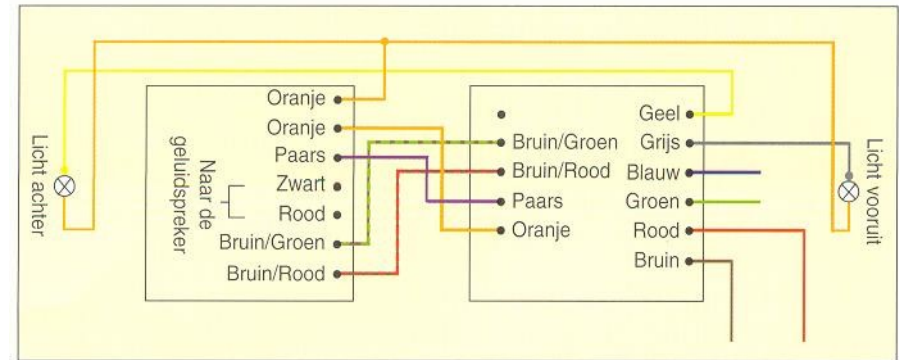 Licht achter
Oranje
Oranje
Paars
Zwart
Rood
Bruin/Groen
Bruin/Rood
Naar de
geluidspreker
Bruin/Groen
Bruin/Rood
Paars
Oranje
Geel
Grijs
Blauw
Groen
Rood
Bruin
Licht vooruit